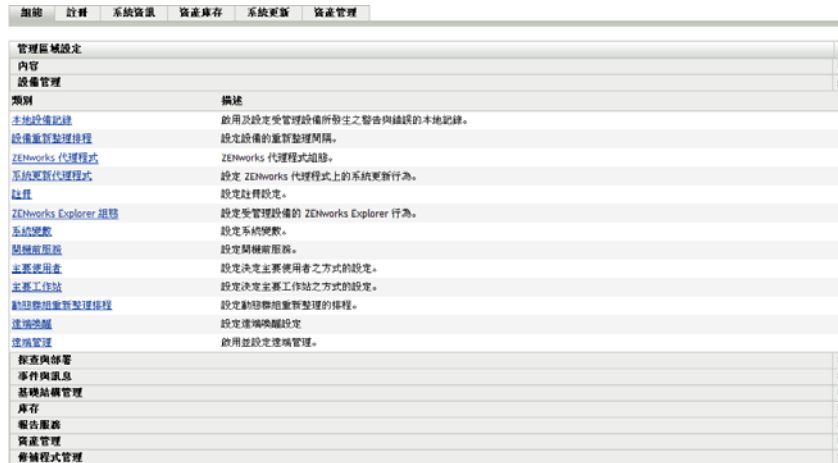 組態 註冊 系統資訊 資產庫存 系統更新 資產管理
管理區域設定
內容
設備管理
類別 描述
本地設備記錄 啟用及設定受管理設備所發生之警告與錯誤的本地記錄。
設備重新整理排程 設定設備的重新整理間隔。
ZENworks 代理程式 ZENworks 代理程式組態。
系統更新代理程式 設定 ZENworks 代理程式上的系統更新行為。
註冊 設定註冊設定。
ZENworks Explorer 組態 設定受管理設備的 ZENworks Explorer 行為。
系統變數 設定系統變數。
開機前服務 設定開機前服務。
主要使用者 設定決定主要使用者之方式的設定。
主要工作站 設定決定主要工作站之方式的設定。
動態群組重新整理排程 設定動態群組重新整理的排程。
遠端喚醒 設定遠端喚醒設定
遠端管理 啟用並設定遠端管理。
探查與部署
事件與訊息
基礎結構管理
庫存
報告服務
資產管理
修補程式管理